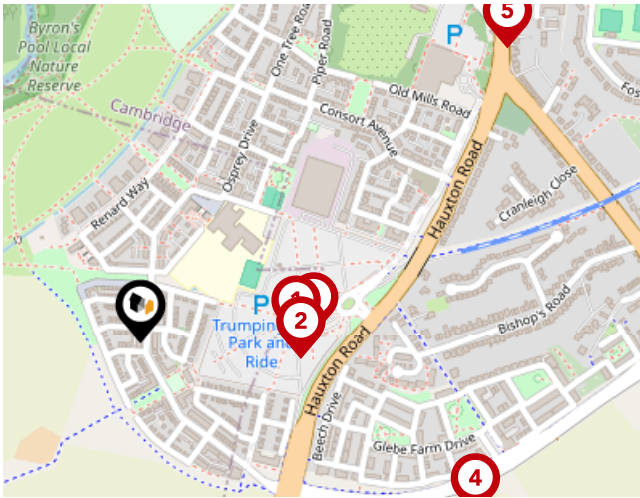 Byron's
Pool Local
Nature
Reserve
Cambridge
One Tree Road
Piper Road
P
5
Old Mills Road
Consort Avenue
Osprey Drive
Renard Way
Hauxton Road
Cranleigh Close
Fos
P
1
2
Trumpin
Park and
Ride
Hauxton Road
Bishop's Road
Beech Drive
Glebe Farm Drive
4